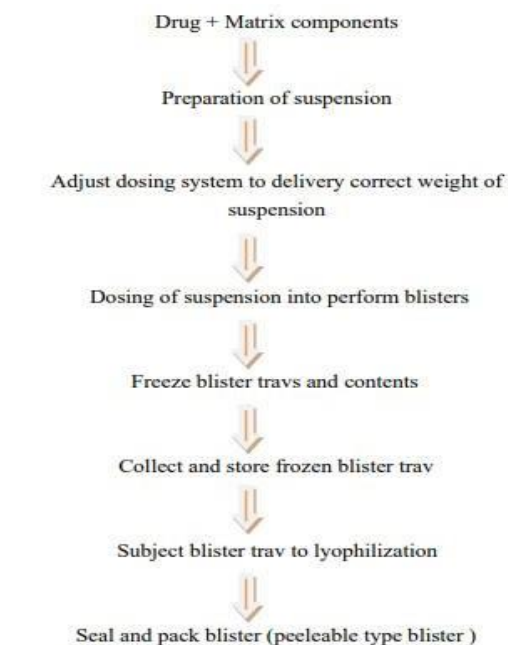 Drug + Matrix components
Preparation of suspension
Adjust dosing system to delivery correct weight of
suspension
Dosing of suspension into perform blisters
Freeze blister travs and contents
Collect and store frozen blister trav
Subject blister trav to lyophilization
Seal and pack blister (peeleable type blister )